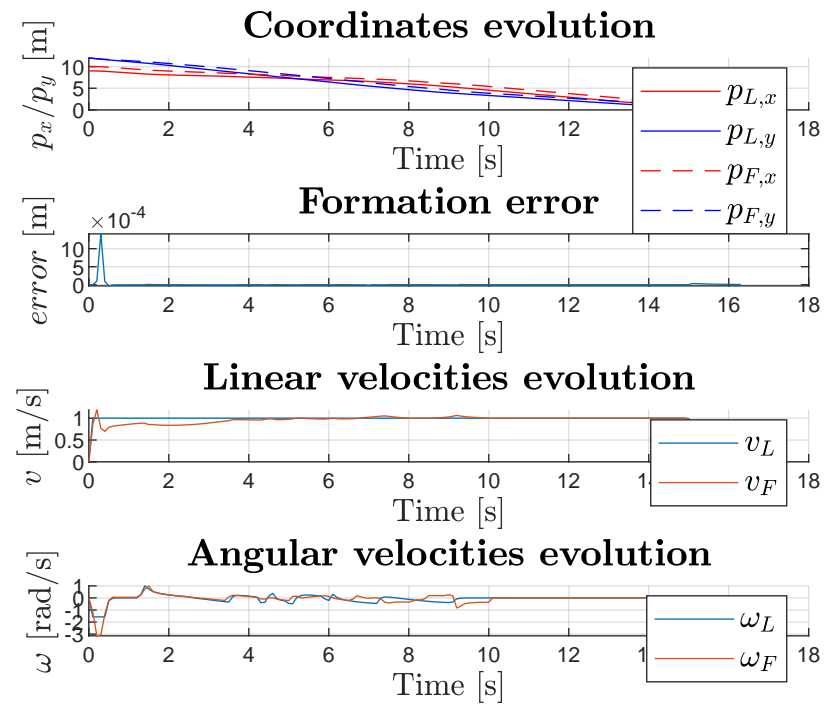 Coordinates evolution
p_x/p_y [m]
10
5
0
0 2 4 6 8 10 12 18
Time [s]
p_{L,x}
p_{L,y}
p_{F,x}
p_{F,y}
Formation error
×10^{-4}
error [m]
10
5
0
0 2 4 6 8 10 12 14 16 18
Time [s]
Linear velocities evolution
v [m/s]
1
0.5
0
0 2 4 6 8 10 12 18
Time [s]
v_L
v_F
Angular velocities evolution
ω [rad/s]
1
0
-1
-2
-3
0 2 4 6 8 10 12 18
Time [s]
ω_L
ω_F